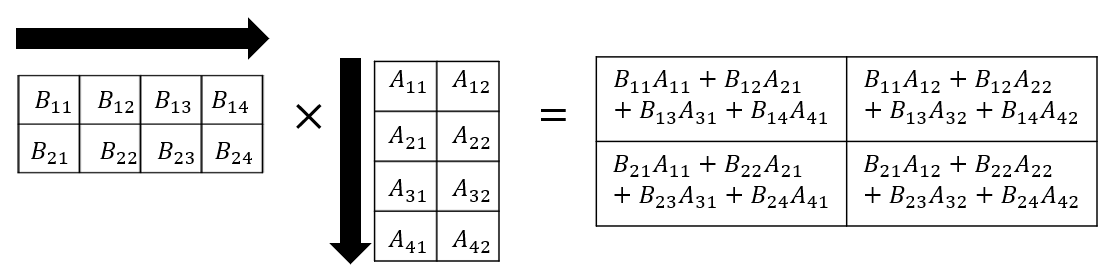 B₁₁ B₁₂ B₁₃ B₁₄
B₂₁ B₂₂ B₂₃ B₂₄
×
A₁₁ A₁₂
A₂₁ A₂₂
A₃₁ A₃₂
A₄₁ A₄₂
=
B₁₁A₁₁ + B₁₂A₂₁
+ B₁₃A₃₁ + B₁₄A₄₁
B₁₁A₁₂ + B₁₂A₂₂
+ B₁₃A₃₂ + B₁₄A₄₂
B₂₁A₁₁ + B₂₂A₂₁
+ B₂₃A₃₁ + B₂₄A₄₁
B₂₁A₁₂ + B₂₂A₂₂
+ B₂₃A₃₂ + B₂₄A₄₂